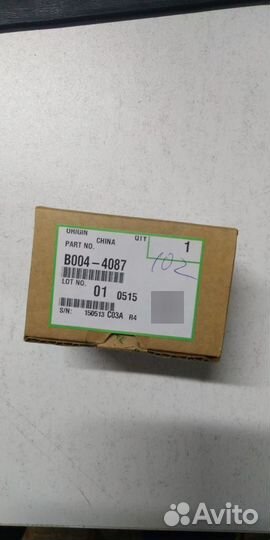 ORIGIN CHINA QTY
PART NO. 1
B004-4087 102
LOT NO.
01 0515
S/N: 150513 C03A R4
Avito